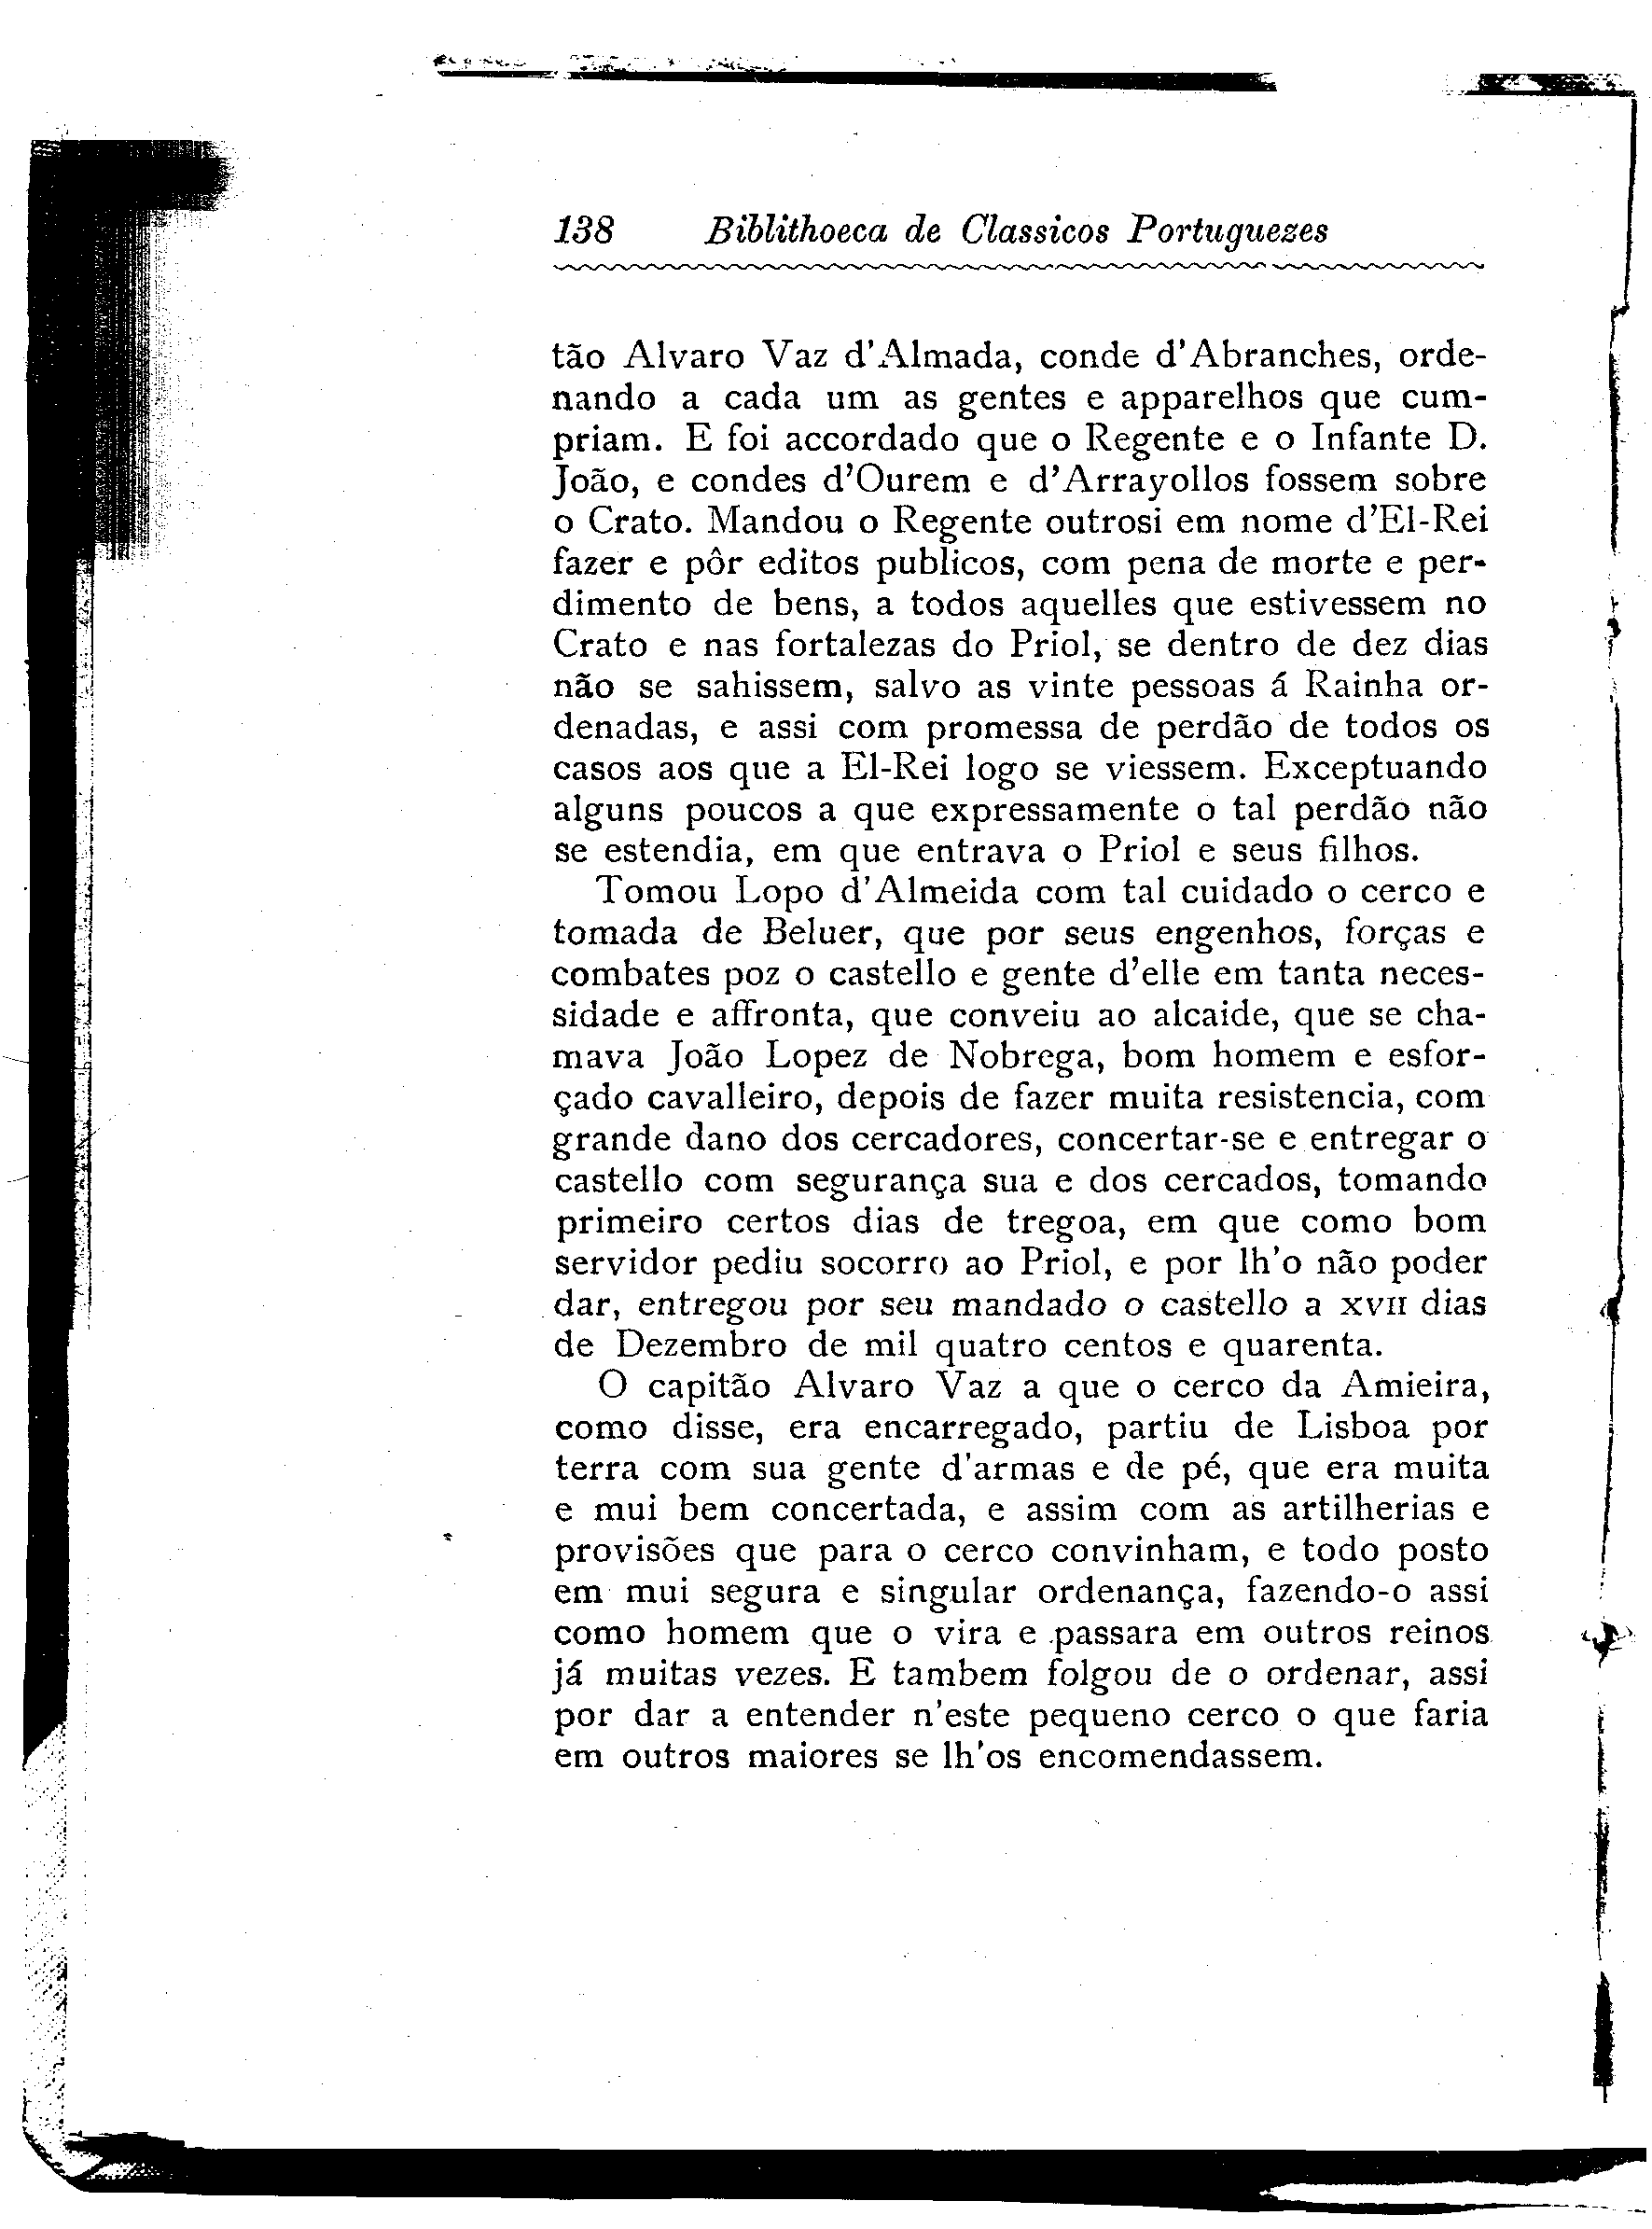 138 Biblithoeca de Classicos Portuguezes
tão Alvaro Vaz d'Almada, conde d'Abranches, orde-
nando a cada um as gentes e apparelhos que cum-
priam. E foi accordado que o Regente e o Infante D.
João, e condes d'Ourem e d'Arrayollos fossem sobre
o Crato. Mandou o Regente outrosi em nome d'El-Rei
fazer e pôr editos publicos, com pena de morte e per-
dimento de bens, a todos aquelles que estivessem no
Crato e nas fortalezas do Priol, se dentro de dez dias
não se sahissem, salvo as vinte pessoas á Rainha or-
denadas, e assi com promessa de perdão de todos os
casos aos que a El-Rei logo se viessem. Exceptuando
alguns poucos a que expressamente o tal perdão não
se estendia, em que entrava o Priol e seus filhos.
Tomou Lopo d'Almeida com tal cuidado o cerco e
tomada de Beluer, que por seus engenhos, forças e
combates poz o castello e gente d'elle em tanta neces-
sidade e affronta, que conveiu ao alcaide, que se cha-
mava João Lopez de Nobrega, bom homem e esfor-
çado cavalleiro, depois de fazer muita resistencia, com
grande dano dos cercadores, concertar-se e entregar o
castello com segurança sua e dos cercados, tomando
primeiro certos dias de tregoa, em que como bom
servidor pediu socorro ao Priol, e por lh'o não poder
dar, entregou por seu mandado o castello a XVII dias
de Dezembro de mil quatro centos e quarenta.
O capitão Alvaro Vaz a que o cerco da Amieira,
como disse, era encarregado, partiu de Lisboa por
terra com sua gente d'armas e de pé, que era muita
e mui bem concertada, e assim com as artilherias e
provisões que para o cerco convinham, e todo posto
em mui segura e singular ordenança, fazendo-o assi
como homem que o vira e passara em outros reinos
já muitas vezes. E tambem folgou de o ordenar, assi
por dar a entender n'este pequeno cerco o que faria
em outros maiores se lh'os encomendassem.